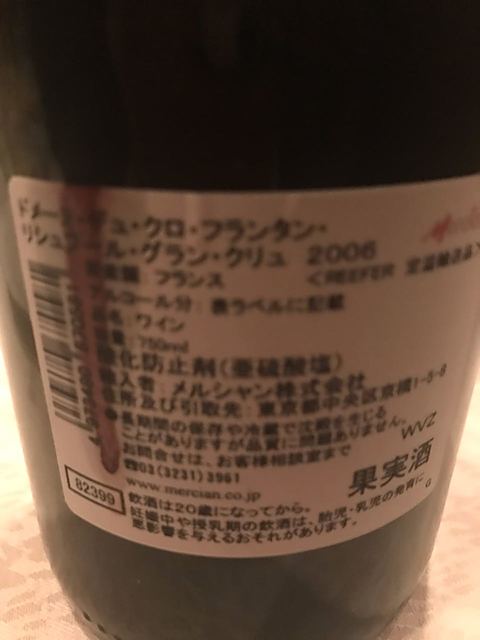 ドメーヌ・デュ・クロ・フランタン・
リシュブール・グラン・クリュ 2006
フランス <REEFER 定温輸送品>
アルコール分:表ラベルに記載
品名:ワイン
容量:750ml
酸化防止剤(亜硫酸塩)
輸入者:メルシャン株式会社
住所及び引取先:東京都中央区京橋1-5-8
●長期間の保存や冷蔵で沈殿を生じる
ことがありますが品質に問題ありません。
お問合せは、お客様相談室まで
☎03(3231)3961 WVZ
www.mercian.co.jp 果実酒
82399
飲酒は20歳になってから。
妊娠中や授乳期の飲酒は、胎児・乳児の発育に
悪影響を与えるおそれがあります。 G